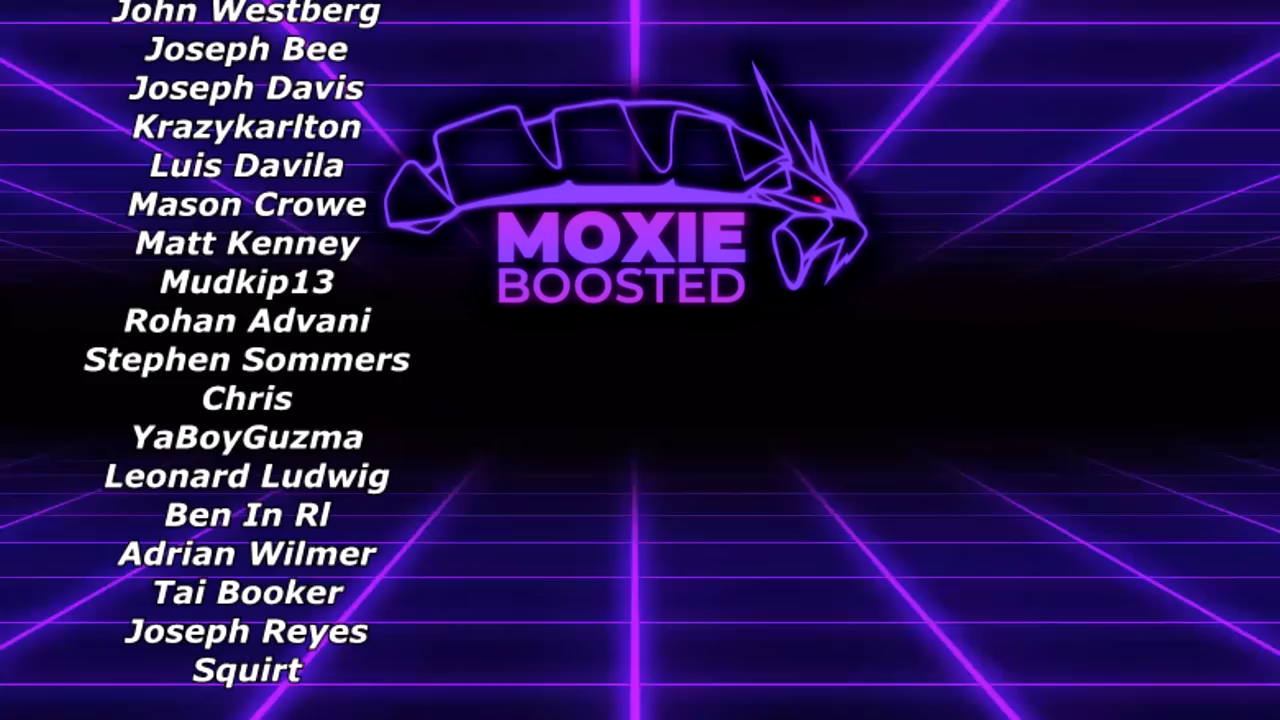 John Westberg
Joseph Bee
Joseph Davis
Krazykarlton
Luis Davila
Mason Crowe
Matt Kenney
Mudkip13
Rohan Advani
Stephen Sommers
Chris
YaBoyGuzma
Leonard Ludwig
Ben In Rl
Adrian Wilmer
Tai Booker
Joseph Reyes
Squirt
MOXIE
BOOSTED